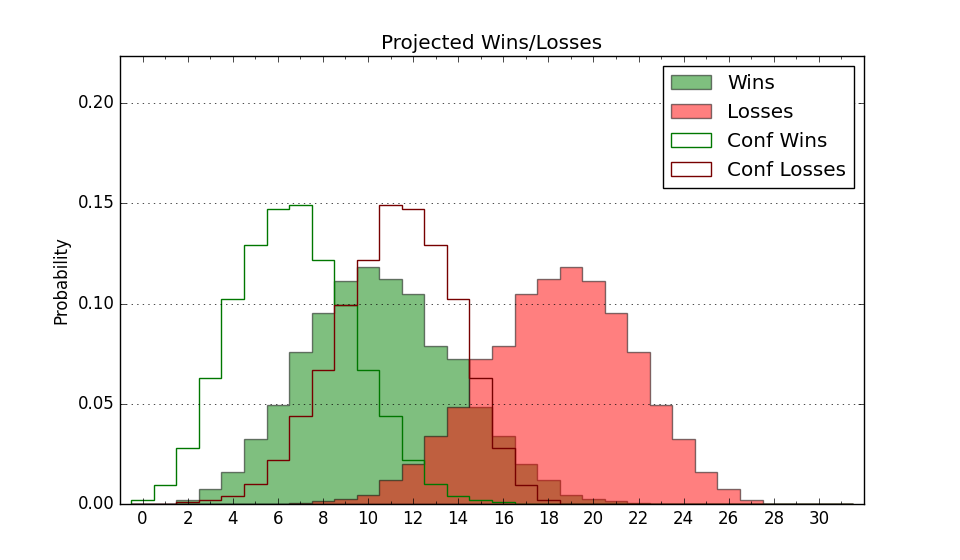 Projected Wins/Losses
Wins
Losses
Conf Wins
Conf Losses
Probability
0.20
0.15
0.10
0.05
0.00
0 2 4 6 8 10 12 14 16 18 20 22 24 26 28 30